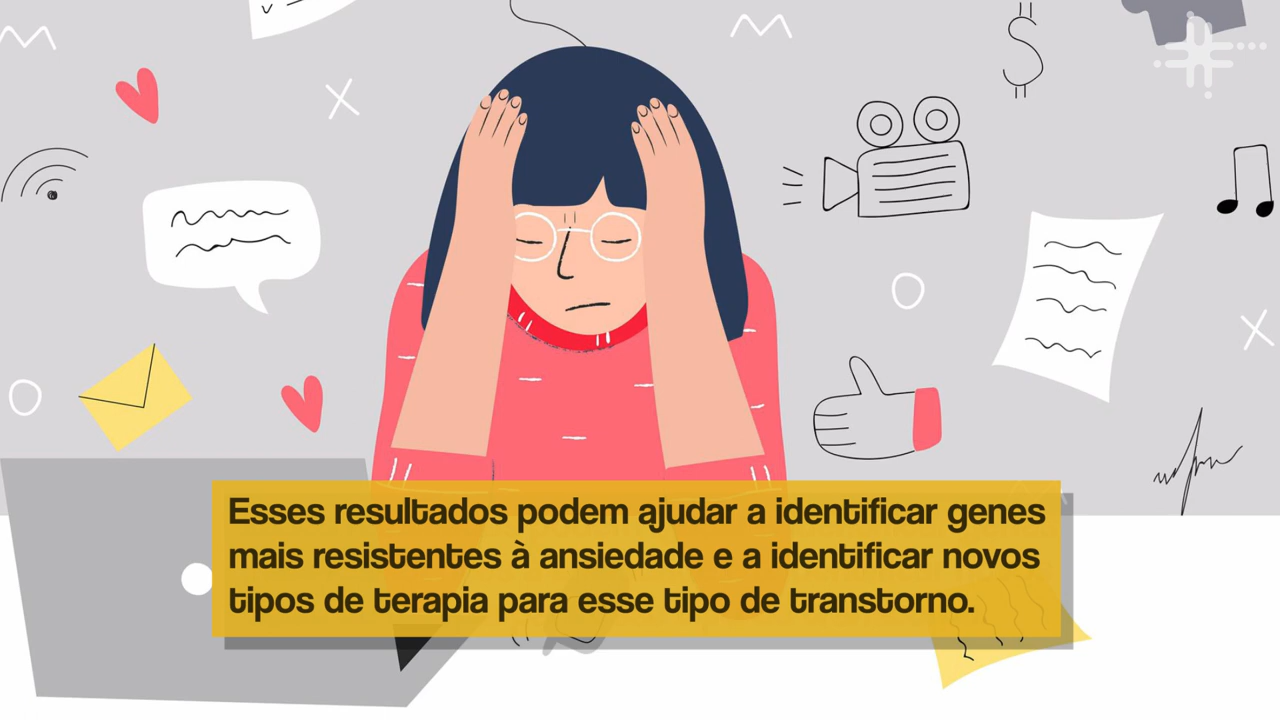 Esses resultados podem ajudar a identificar genes
mais resistentes à ansiedade e a identificar novos
tipos de terapia para esse tipo de transtorno.